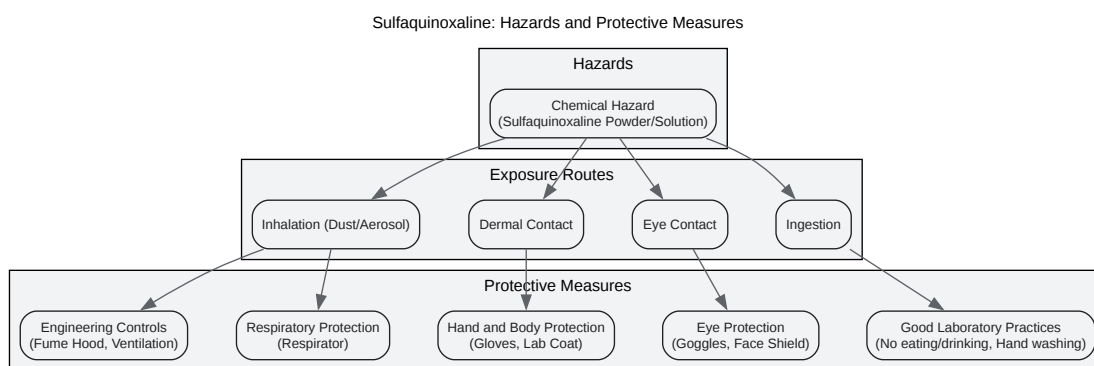 Sulfaquinoxaline: Hazards and Protective Measures
Hazards
Chemical Hazard
(Sulfaquinoxaline Powder/Solution)
Exposure Routes
Inhalation (Dust/Aerosol)
Dermal Contact
Eye Contact
Ingestion
Protective Measures
Engineering Controls
(Fume Hood, Ventilation)
Respiratory Protection
(Respirator)
Hand and Body Protection
(Gloves, Lab Coat)
Eye Protection
(Goggles, Face Shield)
Good Laboratory Practices
(No eating/drinking, Hand washing)